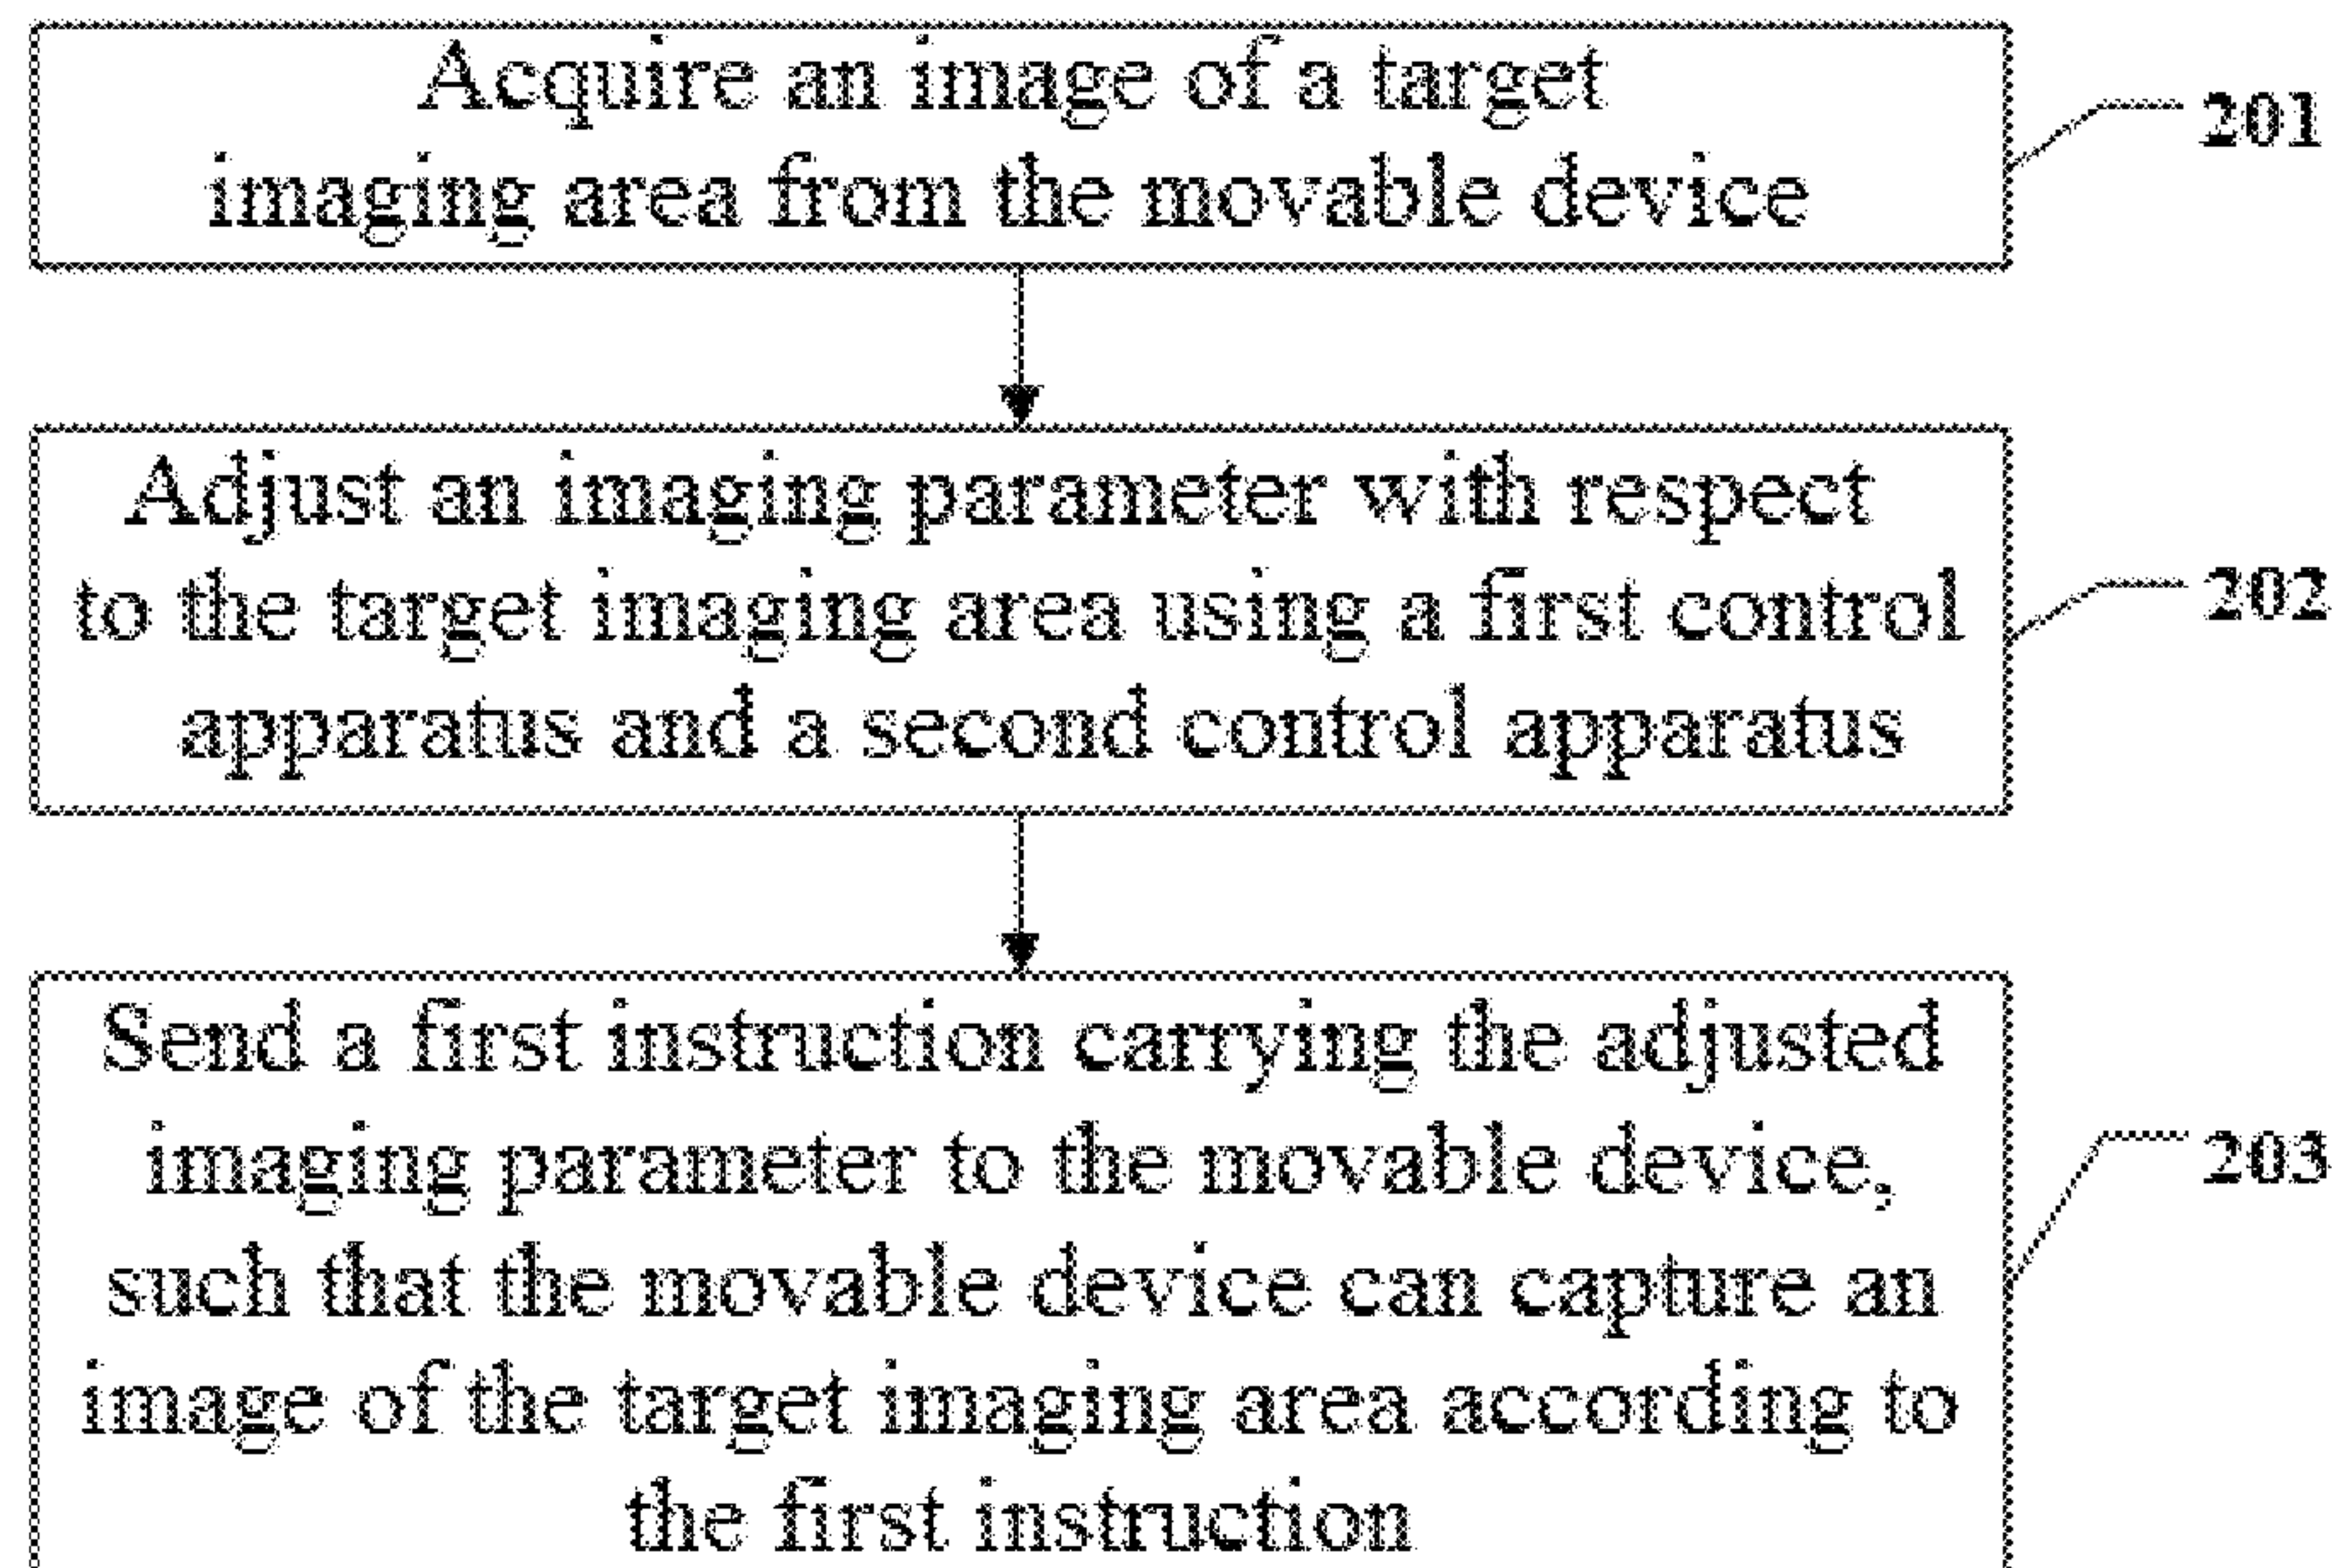 Acquire an image of a target
imaging area from the movable device
201
Adjust an imaging parameter with respect
to the target imaging area using a first control
apparatus and a second control apparatus
202
Send a first instruction carrying the adjusted
imaging parameter to the movable device,
such that the movable device can capture an
image of the target imaging area according to
the first instruction
203